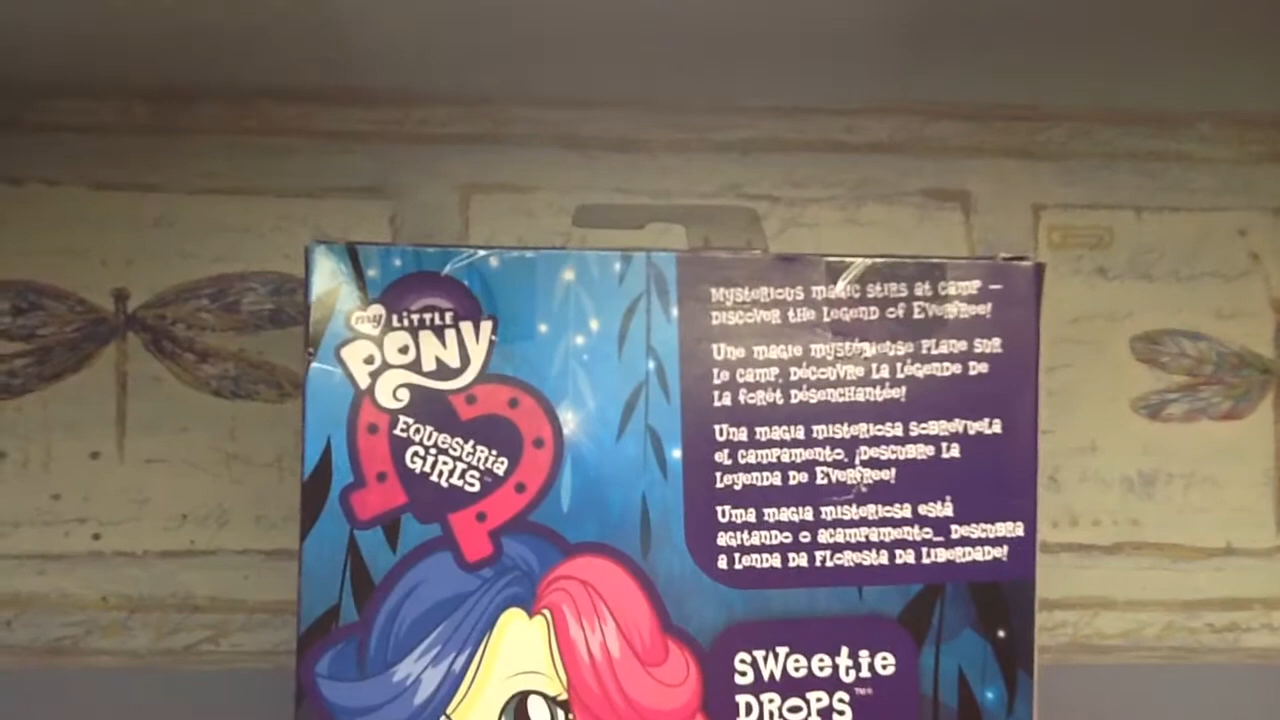 my LITTLE
PONY
EQUESTRIA
GIRLS™
Mysterious magic stirs at camp –
discover the Legend of Everfree!
Une magie mystérieuse plane sur
le camp. Découvre la légende de
la forêt désenchantée!
Una magia misteriosa sobrevuela
el campamento. ¡Descubre la
Leyenda de Everfree!
Uma magia misteriosa está
agitando o acampamento... Descubra
a lenda da Floresta da Liberdade!
SWEETIE
DROPS™